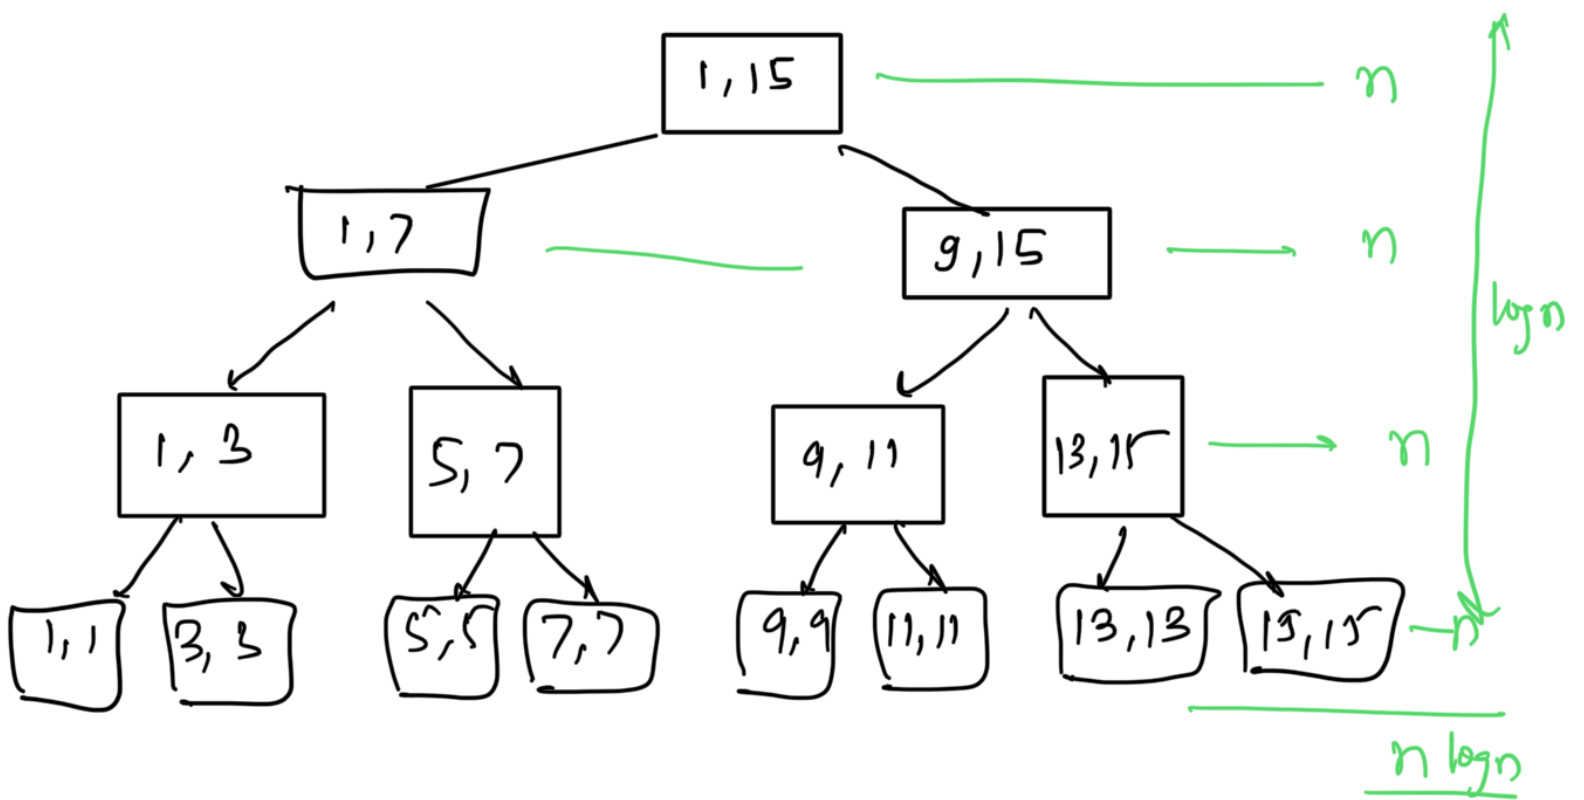 1,15 n
1,7 9,15 n
log n
1, 3 5, 7 9, 11 13,15 n
1,1 3, 3 5,5 7,7 9,9 11,11 13,13 15,15 n
n log n